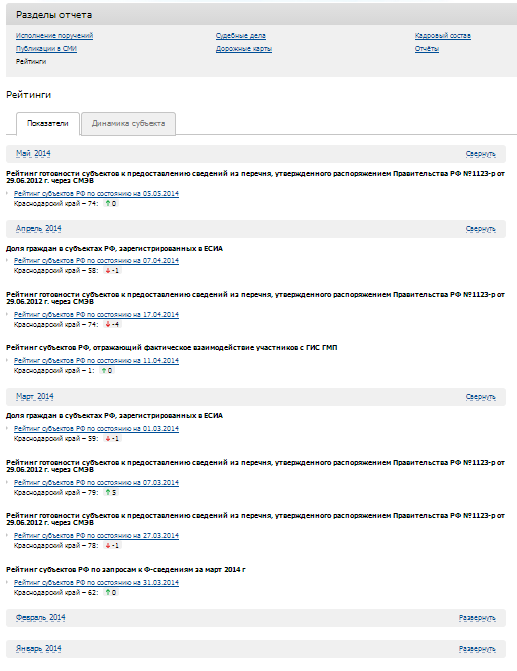 Разделы отчета
Исполнение поручений
Судебные дела
Кадровый состав
Публикации в СМИ
Дорожные карты
Отчёты
Рейтинги
Рейтинги
Показатели
Динамика субъекта
Май, 2014
Свернуть
Рейтинг готовности субъектов к предоставлению сведений из перечня, утвержденного распоряжением Правительства РФ №1123-р от
29.06.2012 г. через СМЭВ
Рейтинг субъектов РФ по состоянию на 05.05.2014
Краснодарский край – 74: 0
Апрель, 2014
Свернуть
Доля граждан в субъектах РФ, зарегистрированных в ЕСИА
Рейтинг субъектов РФ по состоянию на 07.04.2014
Краснодарский край – 58: -1
Рейтинг готовности субъектов к предоставлению сведений из перечня, утвержденного распоряжением Правительства РФ №1123-р от
29.06.2012 г. через СМЭВ
Рейтинг субъектов РФ по состоянию на 17.04.2014
Краснодарский край – 74: -4
Рейтинг субъектов РФ, отражающий фактическое взаимодействие участников с ГИС ГМП
Рейтинг субъектов РФ по состоянию на 11.04.2014
Краснодарский край – 1: 0
Март, 2014
Свернуть
Доля граждан в субъектах РФ, зарегистрированных в ЕСИА
Рейтинг субъектов РФ по состоянию на 01.03.2014
Краснодарский край – 59: -1
Рейтинг готовности субъектов к предоставлению сведений из перечня, утвержденного распоряжением Правительства РФ №1123-р от
29.06.2012 г. через СМЭВ
Рейтинг субъектов РФ по состоянию на 07.03.2014
Краснодарский край – 79: 5
Рейтинг готовности субъектов к предоставлению сведений из перечня, утвержденного распоряжением Правительства РФ №1123-р от
29.06.2012 г. через СМЭВ
Рейтинг субъектов РФ по состоянию на 27.03.2014
Краснодарский край – 78: -1
Рейтинг субъектов РФ по запросам к Ф-сведениям за март 2014 г
Рейтинг субъектов РФ по состоянию на 31.03.2014
Краснодарский край – 62: 0
Февраль, 2014
Развернуть
Январь, 2014
Развернуть